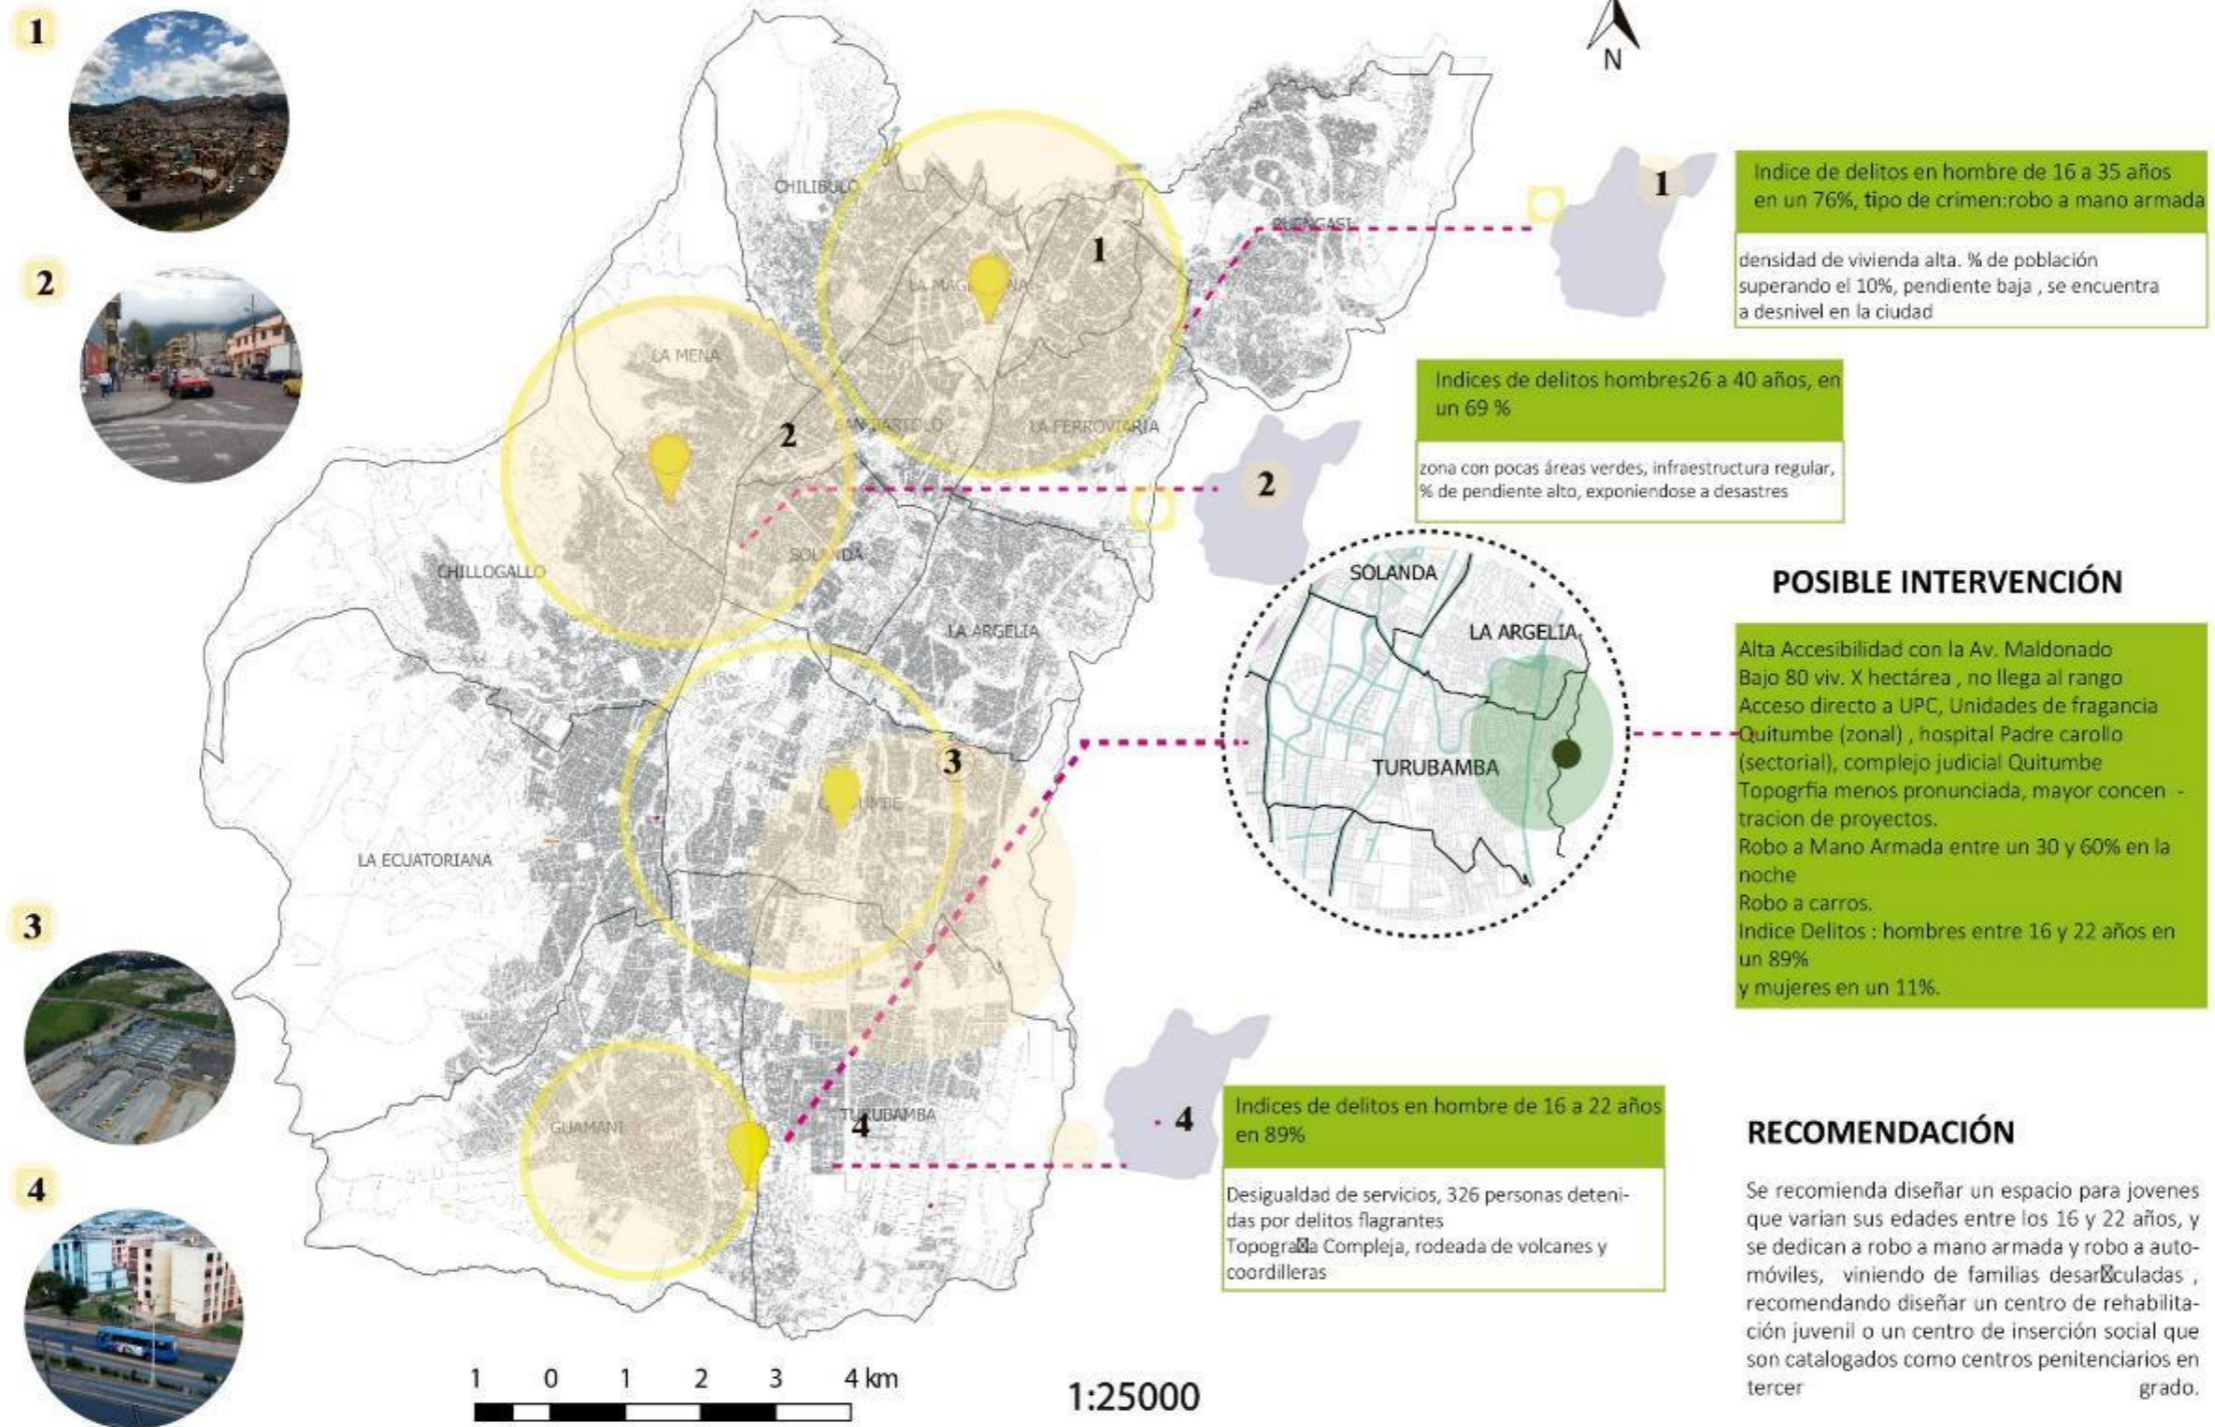 1
2
3
4
N
CHILIBULO
PUENGASI
1
LA MENA
2
SAN BARTOLO
LA FERROVIARIA
SOLANDA
CHILLOGALLO
LA ARGELIA
3
LA ECUATORIANA
GUAMANI
TURUBAMBA
4
1
Indice de delitos en hombre de 16 a 35 años
en un 76%, tipo de crimen:robo a mano armada
densidad de vivienda alta. % de población
superando el 10%, pendiente baja , se encuentra
a desnivel en la ciudad
2
Indices de delitos hombres26 a 40 años, en
un 69 %
zona con pocas áreas verdes, infraestructura regular,
% de pendiente alto, exponiendose a desastres
SOLANDA
LA ARGELIA
TURUBAMBA
POSIBLE INTERVENCIÓN
Alta Accesibilidad con la Av. Maldonado
Bajo 80 viv. X hectárea , no llega al rango
Acceso directo a UPC, Unidades de fragancia
Quitumbe (zonal) , hospital Padre carollo
(sectorial), complejo judicial Quitumbe
Topogrfia menos pronunciada, mayor concen -
tracion de proyectos.
Robo a Mano Armada entre un 30 y 60% en la
noche
Robo a carros.
Indice Delitos : hombres entre 16 y 22 años en
un 89%
y mujeres en un 11%.
4
Indices de delitos en hombre de 16 a 22 años
en 89%
Desigualdad de servicios, 326 personas deteni-
das por delitos flagrantes
Compleja, rodeada de volcanes y
coordilleras
RECOMENDACIÓN
Se recomienda diseñar un espacio para jovenes
que varian sus edades entre los 16 y 22 años, y
se dedican a robo a mano armada y robo a auto-
móviles, viniendo de familias ,
recomendando diseñar un centro de rehabilita-
ción juvenil o un centro de inserción social que
son catalogados como centros penitenciarios en
tercer grado.
1 0 1 2 3 4 km
1:25000